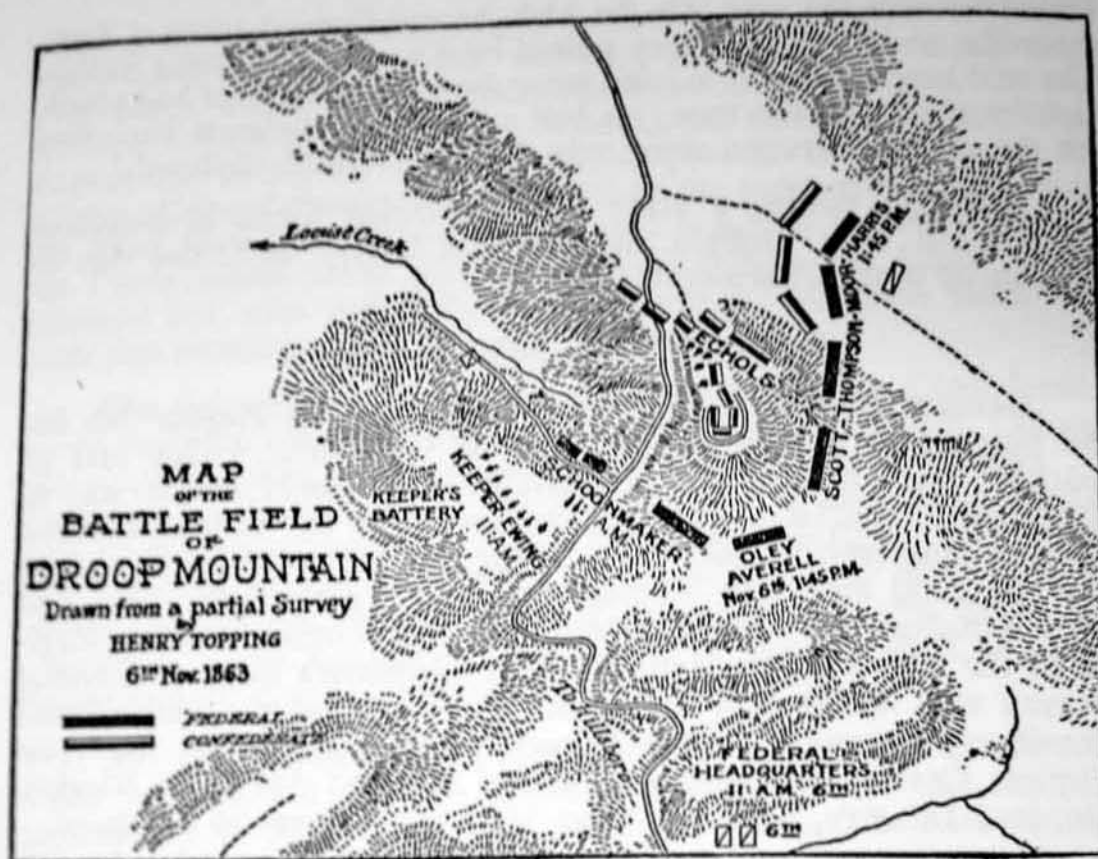 Locust Creek
HARRIS
1:45 P.M.
SCOTT-THOMPSON-MOOR
ECHOLS
MAP
OF THE
BATTLE FIELD
OF
DROOP MOUNTAIN
Drawn from a partial Survey
by
HENRY TOPPING
6TH Nov. 1863
FEDERAL
CONFEDERATE
KEEPER'S
BATTERY
KEEPER EWING
11 A.M.
SCHOONMAKER
11 A.M.
OLEY
AVERELL
Nov. 6th, 11:45 P.M.
To
FEDERAL
HEADQUARTERS
11 A.M. 6TH
6TH